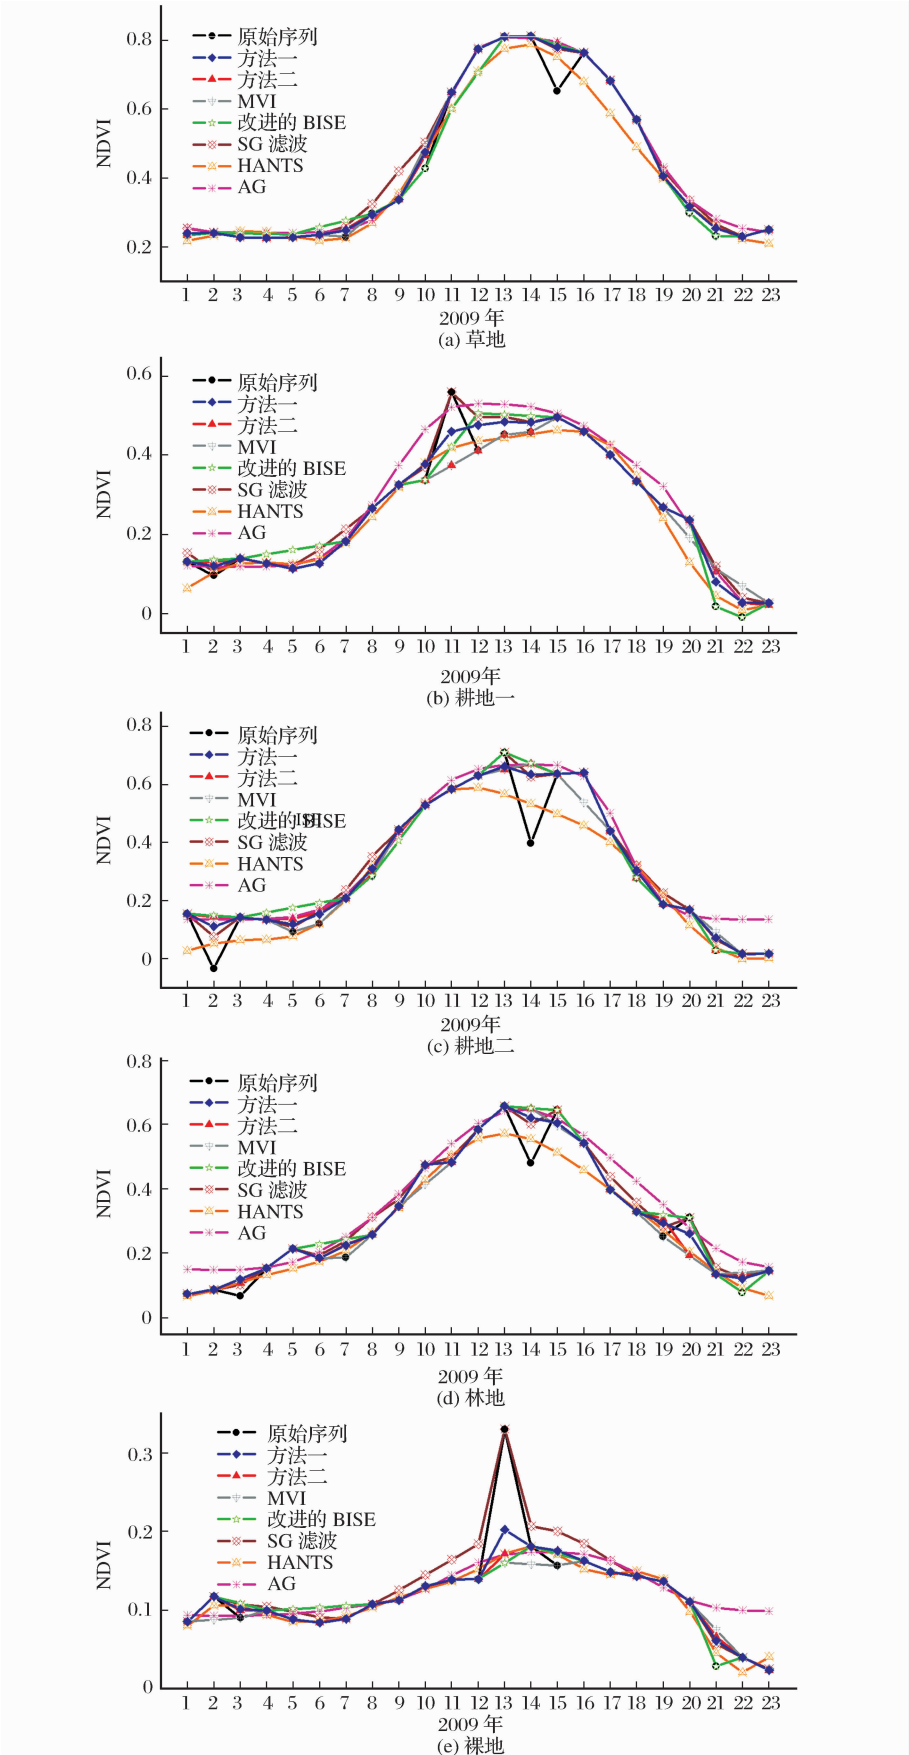 原始序列
方法一
方法二
MVI
改进的 BISE
SG 滤波
HANTS
AG
NDVI
0.8
0.6
0.4
0.2
1 2 3 4 5 6 7 8 9 10 11 12 13 14 15 16 17 18 19 20 21 22 23
2009 年
(a) 草地
原始序列
方法一
方法二
MVI
改进的 BISE
SG 滤波
HANTS
AG
NDVI
0.6
0.4
0.2
0
1 2 3 4 5 6 7 8 9 10 11 12 13 14 15 16 17 18 19 20 21 22 23
2009年
(b) 耕地一
原始序列
方法一
方法二
MVI
改进的 BISE
SG 滤波
HANTS
AG
NDVI
0.8
0.6
0.4
0.2
0
1 2 3 4 5 6 7 8 9 10 11 12 13 14 15 16 17 18 19 20 21 22 23
2009年
(c) 耕地二
原始序列
方法一
方法二
MVI
改进的 BISE
SG 滤波
HANTS
AG
NDVI
0.8
0.6
0.4
0.2
0
1 2 3 4 5 6 7 8 9 10 11 12 13 14 15 16 17 18 19 20 21 22 23
2009 年
(d) 林地
原始序列
方法一
方法二
MVI
改进的 BISE
SG 滤波
HANTS
AG
NDVI
0.3
0.2
0.1
0
1 2 3 4 5 6 7 8 9 10 11 12 13 14 15 16 17 18 19 20 21 22 23
2009 年
(e) 裸地